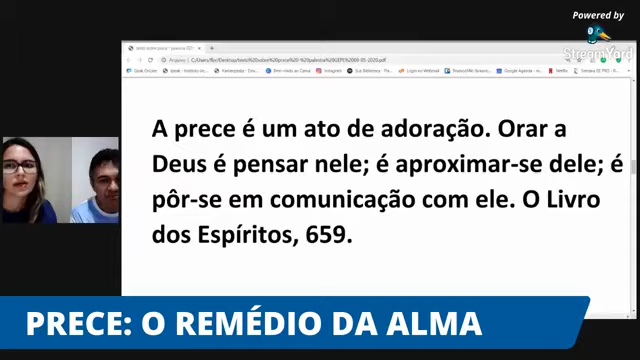 Powered by
StreamYard
A prece é um ato de adoração. Orar a
Deus é pensar nele; é aproximar-se dele; é
pôr-se em comunicação com ele. O Livro
dos Espíritos, 659.
PRECE: O REMÉDIO DA ALMA